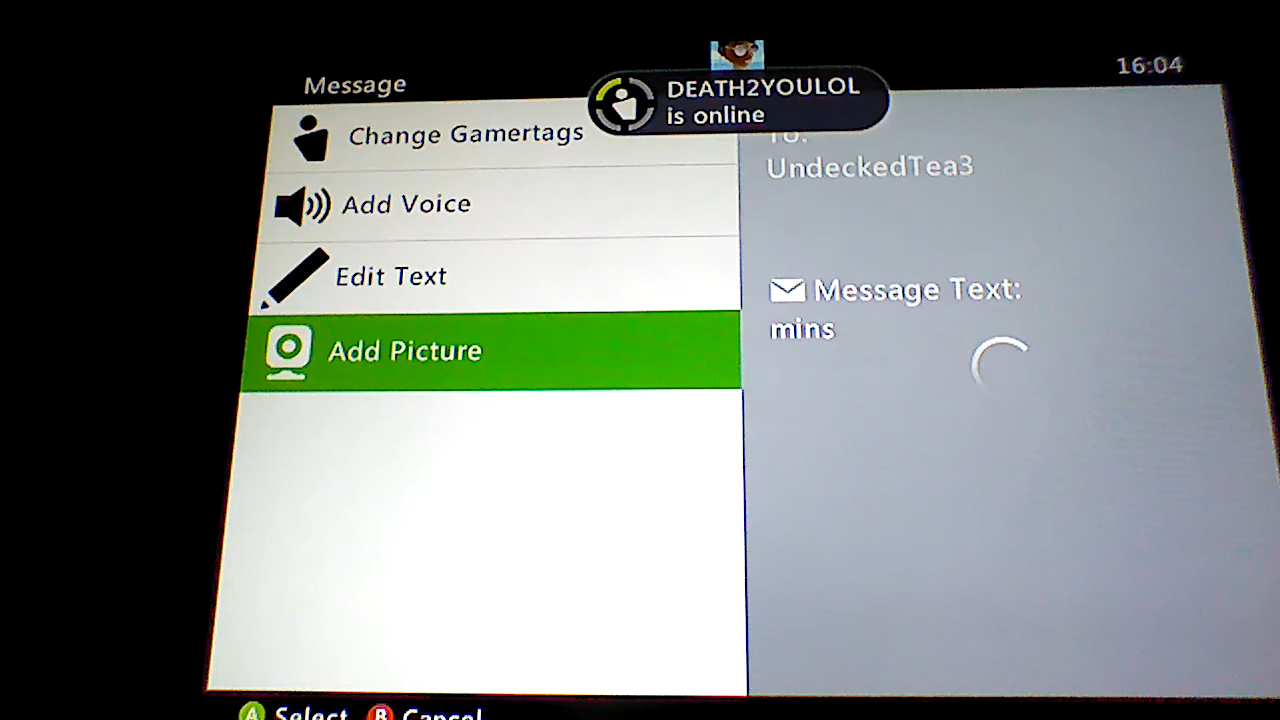 Message
DEATH2YOULOL
is online
16:04
Change Gamertags
Add Voice
Edit Text
Add Picture
To:
UndeckedTea3
Message Text:
mins
A Select B Cancel